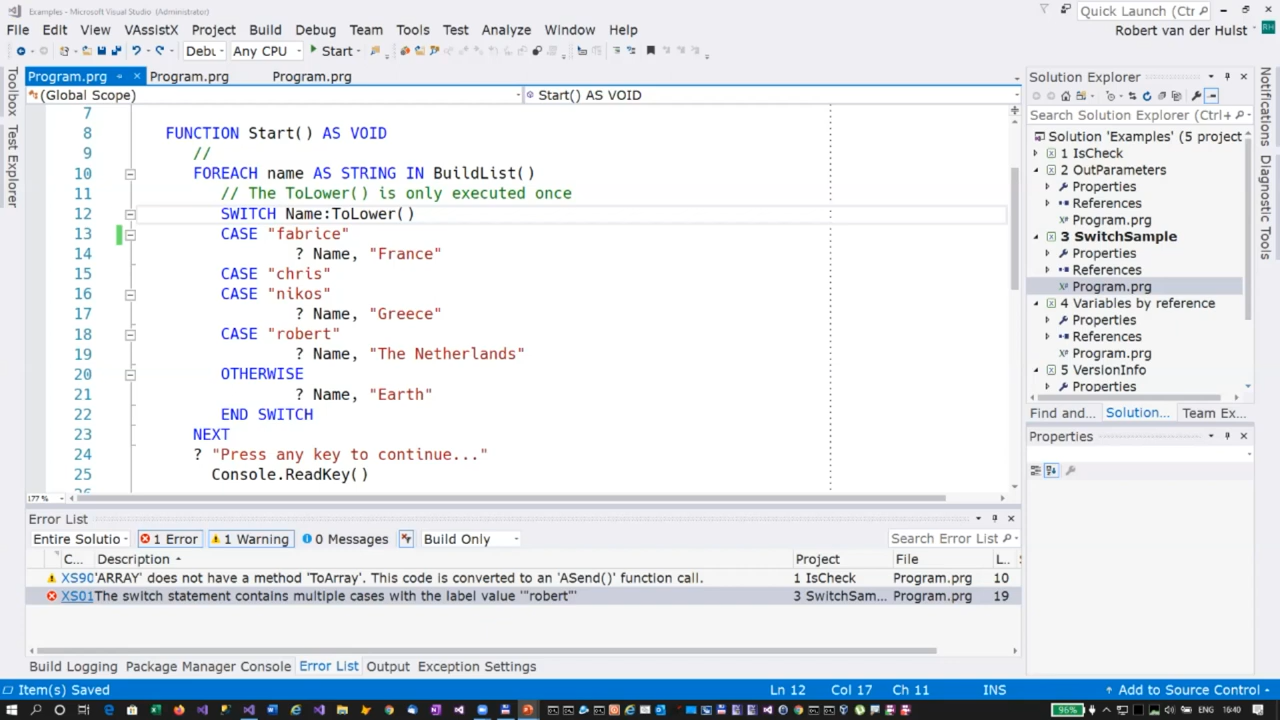 Examples - Microsoft Visual Studio (Administrator)
Quick Launch (Ctr
File Edit View VAssistX Project Build Debug Team Tools Test Analyze Window Help
Robert van der Hulst RH
Debu Any CPU Start
Program.prg Program.prg Program.prg
Solution Explorer
(Global Scope) Start() AS VOID
Search Solution Explorer (Ctrl+
7
8 FUNCTION Start() AS VOID
9 //
10 FOREACH name AS STRING IN BuildList()
11 // The ToLower() is only executed once
12 SWITCH Name:ToLower()
13 CASE "fabrice"
14 ? Name, "France"
15 CASE "chris"
16 CASE "nikos"
17 ? Name, "Greece"
18 CASE "robert"
19 ? Name, "The Netherlands"
20 OTHERWISE
21 ? Name, "Earth"
22 END SWITCH
23 NEXT
24 ? "Press any key to continue..."
25 Console.ReadKey()
177 %
Toolbox
Test Explorer
Solution 'Examples' (5 project
1 IsCheck
2 OutParameters
Properties
References
Program.prg
3 SwitchSample
Properties
References
Program.prg
4 Variables by reference
Properties
References
Program.prg
5 VersionInfo
Properties
Find and... Solution... Team Ex...
Properties
Notifications
Diagnostic Tools
Error List
Entire Solutio 1 Error 1 Warning 0 Messages Build Only Search Error List
C... Description Project File L...
XS90 'ARRAY' does not have a method 'ToArray'. This code is converted to an 'ASend()' function call. 1 IsCheck Program.prg 10
XS01 The switch statement contains multiple cases with the label value '"robert"' 3 SwitchSam... Program.prg 19
Build Logging Package Manager Console Error List Output Exception Settings
Item(s) Saved Ln 12 Col 17 Ch 11 INS Add to Source Control
96% ENG 16:40